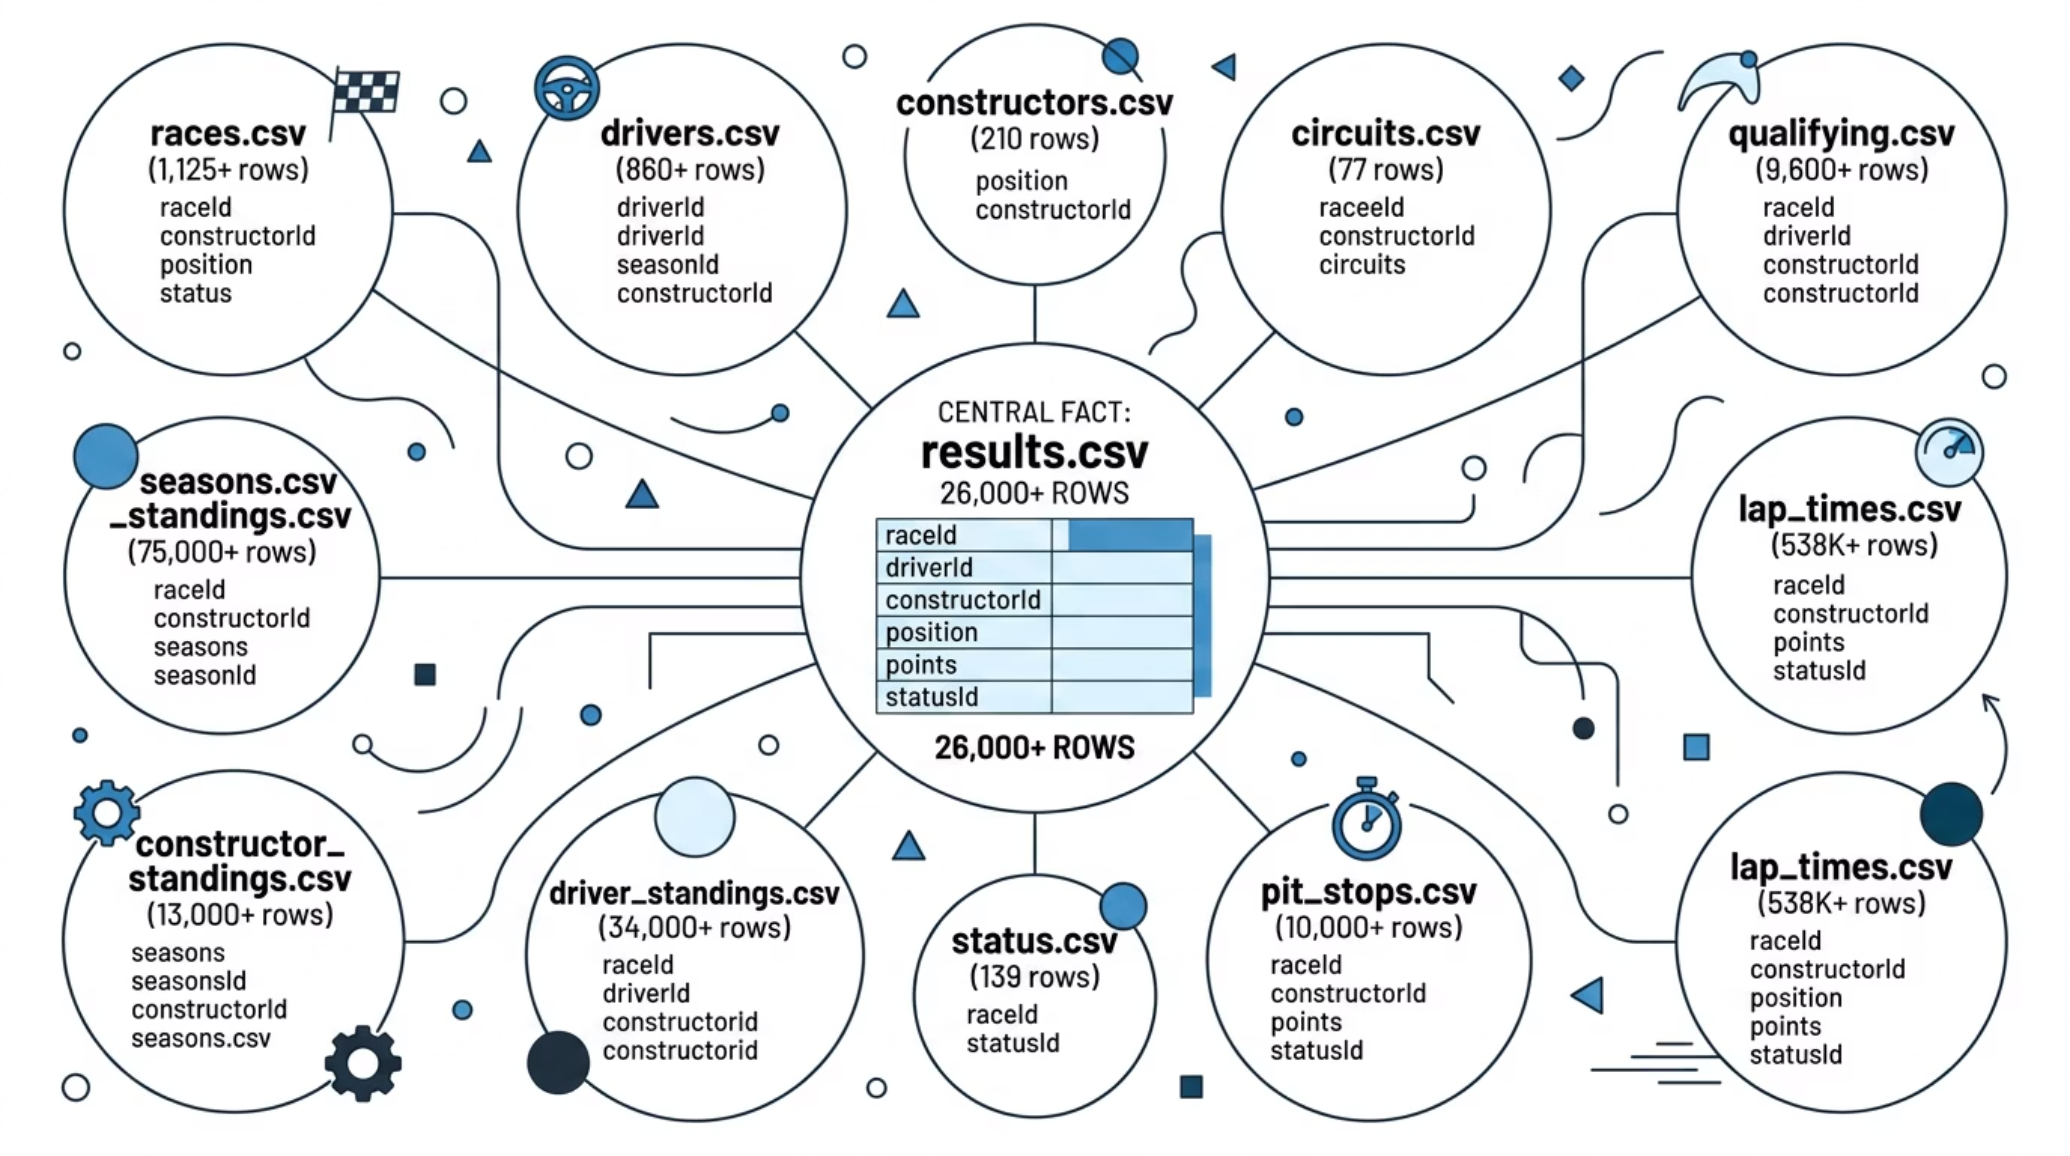 races.csv
(1,125+ rows)
raceId
constructorId
position
status
drivers.csv
(860+ rows)
driverId
driverId
seasonId
constructorId
constructors.csv
(210 rows)
position
constructorId
circuits.csv
(77 rows)
raceeId
constructorId
circuits
qualifying.csv
(9,600+ rows)
raceId
driverId
constructorId
constructorId
seasons.csv
_standings.csv
(75,000+ rows)
raceId
constructorId
seasons
seasonId
CENTRAL FACT:
results.csv
26,000+ ROWS
raceId
driverId
constructorId
position
points
statusId
26,000+ ROWS
lap_times.csv
(538K+ rows)
raceId
constructorId
points
statusId
constructor_
standings.csv
(13,000+ rows)
seasons
seasonsId
constructorId
seasons.csv
driver_standings.csv
(34,000+ rows)
raceId
driverId
constructorid
constructorid
status.csv
(139 rows)
raceId
statusId
pit_stops.csv
(10,000+ rows)
raceId
constructorId
points
statusId
lap_times.csv
(538K+ rows)
raceId
constructorId
position
points
statusId